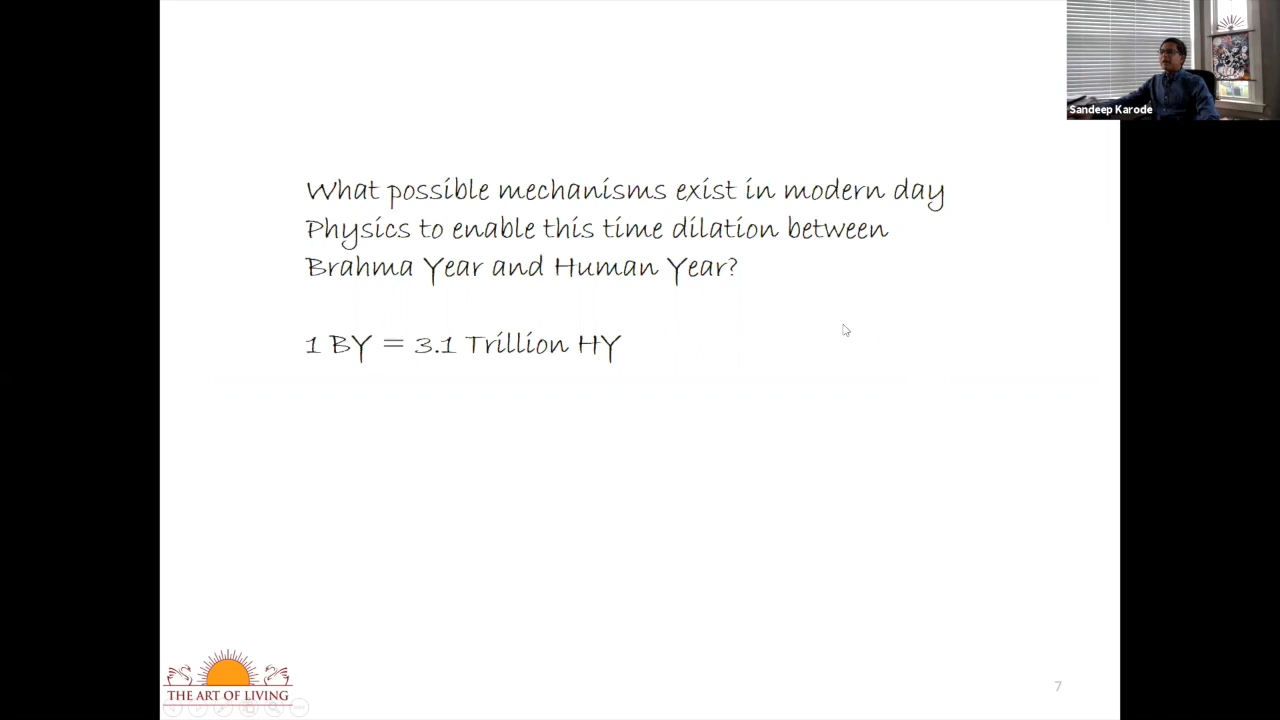 Sandeep Karode
What possible mechanisms exist in modern day
Physics to enable this time dilation between
Brahma Year and Human Year?
1 BY = 3.1 Trillion HY
THE ART OF LIVING
7